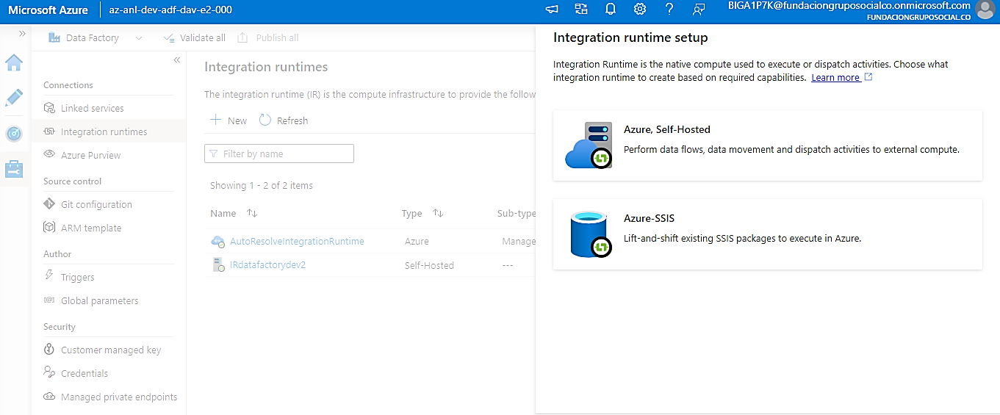 Microsoft Azure
az-anl-dev-adf-dav-e2-000
BIGA1P7K@fundaciongruposocialco.onmicrosoft.com
FUNDACIONGRUPOSOCIAL.CO
Data Factory
Validate all
Publish all
Connections
Linked services
Integration runtimes
Azure Purview
Source control
Git configuration
ARM template
Author
Triggers
Global parameters
Security
Customer managed key
Credentials
Managed private endpoints
Integration runtimes
The integration runtime (IR) is the compute infrastructure to provide the follow
New
Refresh
Filter by name
Showing 1 - 2 of 2 items
Name Type Sub-type
AutoResolveIntegrationRuntime Azure Manage
IRdatafactorydev2 Self-Hosted ---
Integration runtime setup
Integration Runtime is the native compute used to execute or dispatch activities. Choose what
integration runtime to create based on required capabilities. Learn more
Azure, Self-Hosted
Perform data flows, data movement and dispatch activities to external compute.
Azure-SSIS
Lift-and-shift existing SSIS packages to execute in Azure.